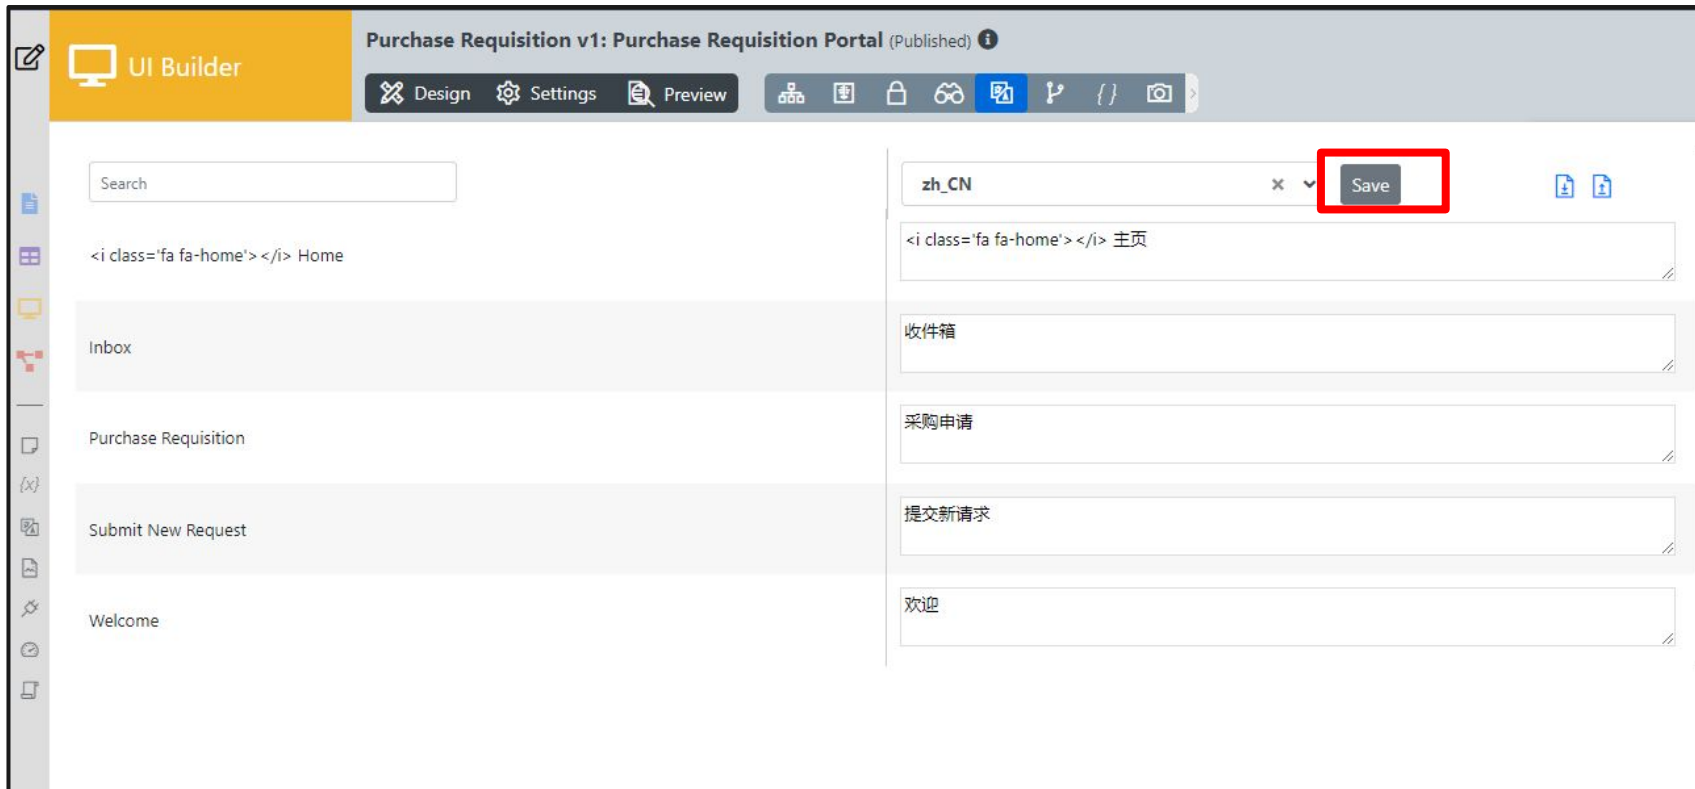 UI Builder
Purchase Requisition v1: Purchase Requisition Portal (Published)
Design Settings Preview
{ }
Search
zh_CN
Save
<i class='fa fa-home'></i> Home
<i class='fa fa-home'></i> 主页
Inbox
收件箱
Purchase Requisition
采购申请
{x}
Submit New Request
提交新请求
Welcome
欢迎